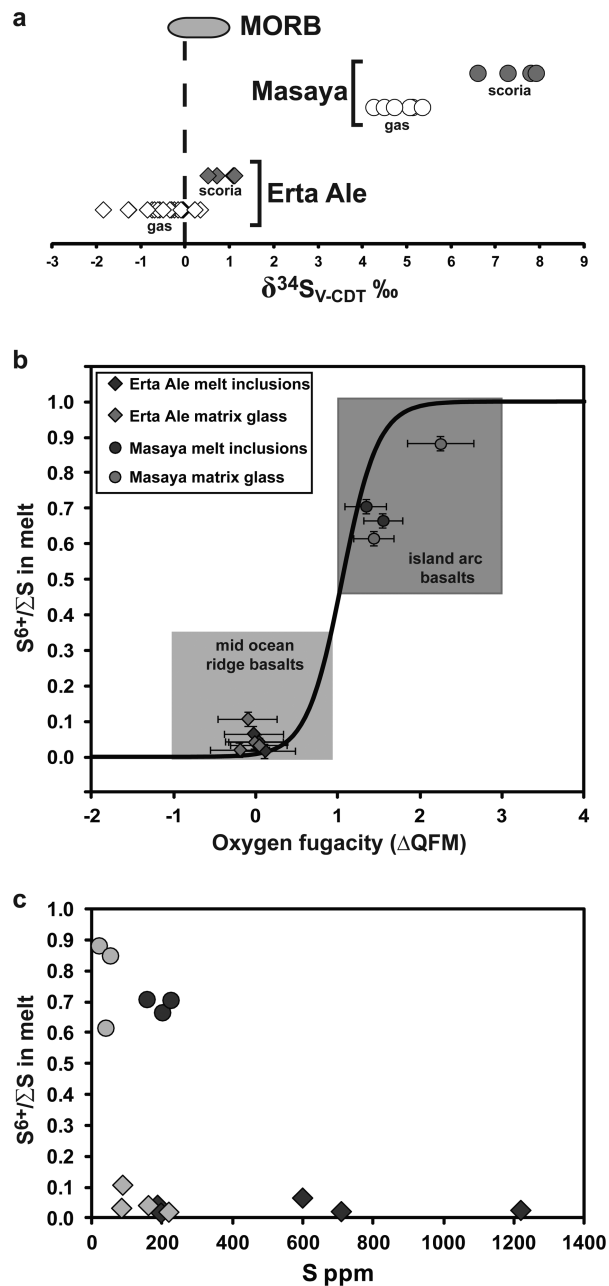 a
MORB
Masaya
scoria
gas
scoria
Erta Ale
gas
-3 -2 -1 0 1 2 3 4 5 6 7 8 9
δ³⁴S V-CDT ‰
b
Erta Ale melt inclusions
Erta Ale matrix glass
Masaya melt inclusions
Masaya matrix glass
1.0
0.9
0.8
0.7
0.6
0.5
0.4
0.3
0.2
0.1
0.0
S⁶⁺/ΣS in melt
island arc
basalts
mid ocean
ridge basalts
-2 -1 0 1 2 3 4
Oxygen fugacity (ΔQFM)
c
1.0
0.9
0.8
0.7
0.6
0.5
0.4
0.3
0.2
0.1
0.0
S⁶⁺/ΣS in melt
0 200 400 600 800 1000 1200 1400
S ppm